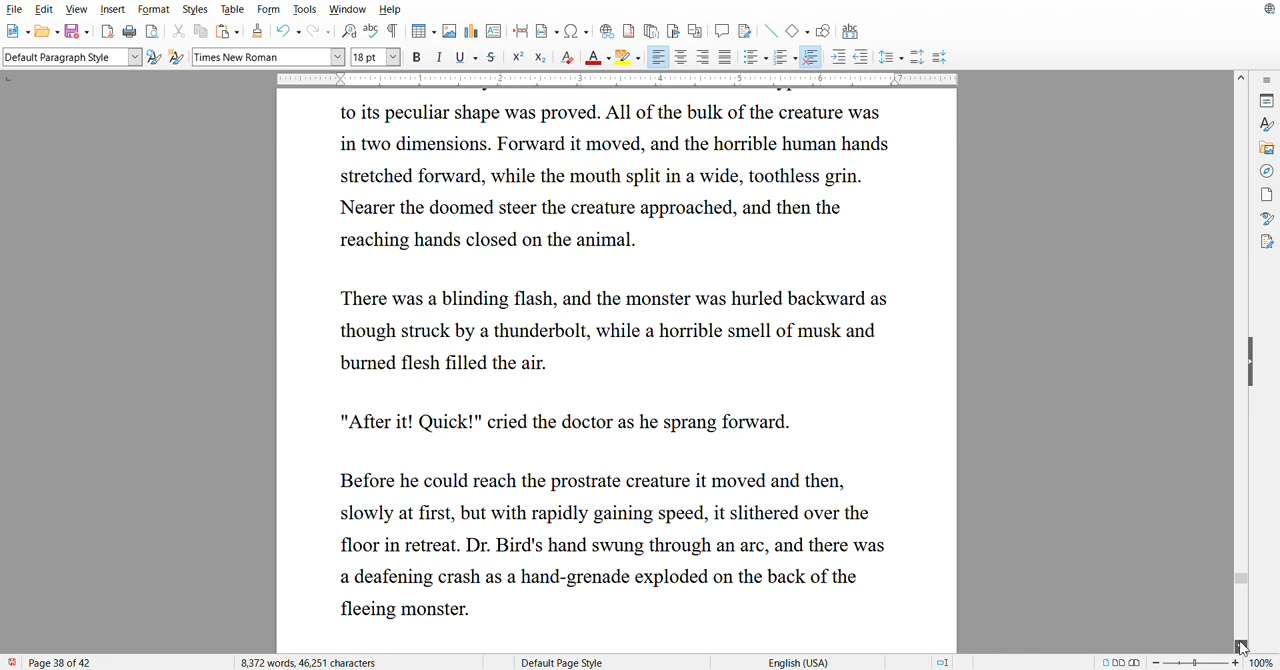 File Edit View Insert Format Styles Table Form Tools Window Help
Default Paragraph Style Times New Roman 18 pt
1 2 3 4 5 6 7
to its peculiar shape was proved. All of the bulk of the creature was
in two dimensions. Forward it moved, and the horrible human hands
stretched forward, while the mouth split in a wide, toothless grin.
Nearer the doomed steer the creature approached, and then the
reaching hands closed on the animal.
There was a blinding flash, and the monster was hurled backward as
though struck by a thunderbolt, while a horrible smell of musk and
burned flesh filled the air.
"After it! Quick!" cried the doctor as he sprang forward.
Before he could reach the prostrate creature it moved and then,
slowly at first, but with rapidly gaining speed, it slithered over the
floor in retreat. Dr. Bird's hand swung through an arc, and there was
a deafening crash as a hand-grenade exploded on the back of the
fleeing monster.
Page 38 of 42 8,372 words, 46,251 characters Default Page Style English (USA) 100%